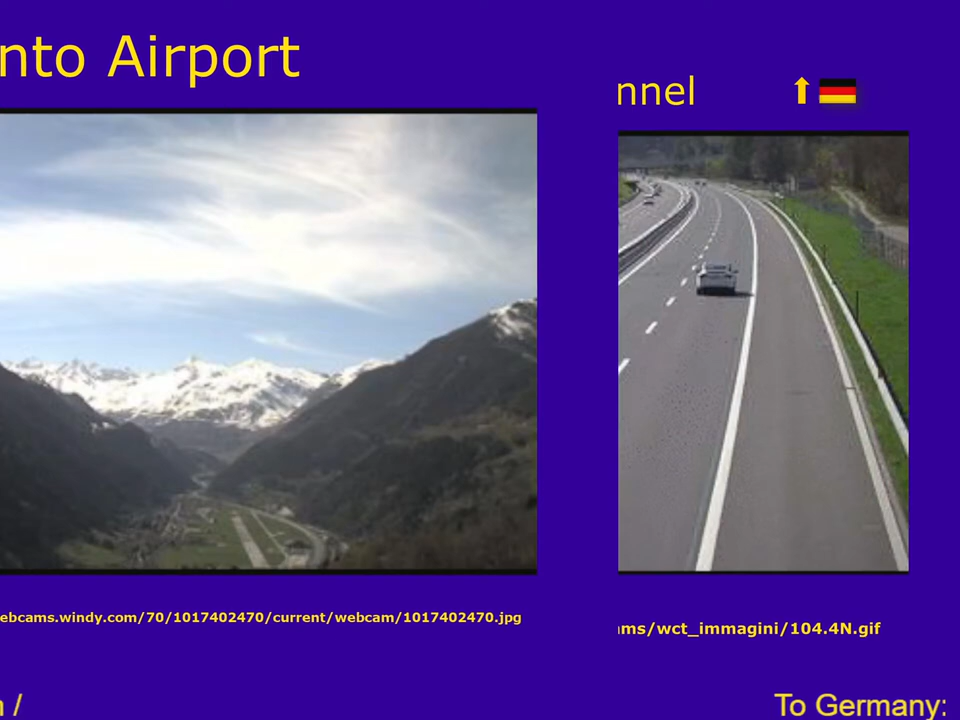 nto Airport
nnel
ebcams.windy.com/70/1017402470/current/webcam/1017402470.jpg
ms/wct_immagini/104.4N.gif
/
To Germany: